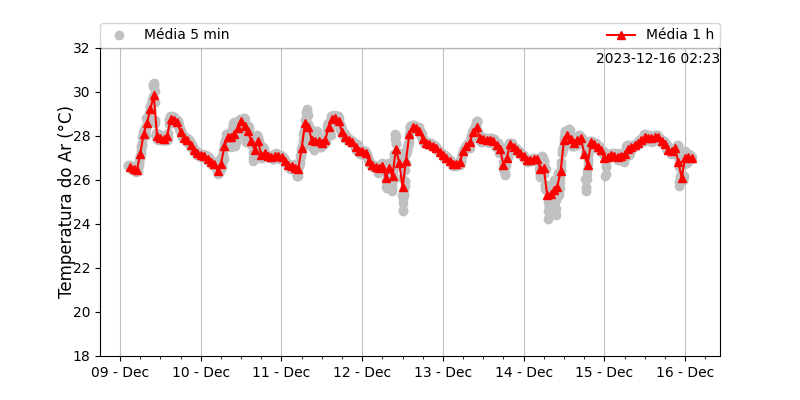 Média 5 min
Média 1 h
2023-12-16 02:23
Temperatura do Ar (°C)
32
30
28
26
24
22
20
18
09 - Dec
10 - Dec
11 - Dec
12 - Dec
13 - Dec
14 - Dec
15 - Dec
16 - Dec